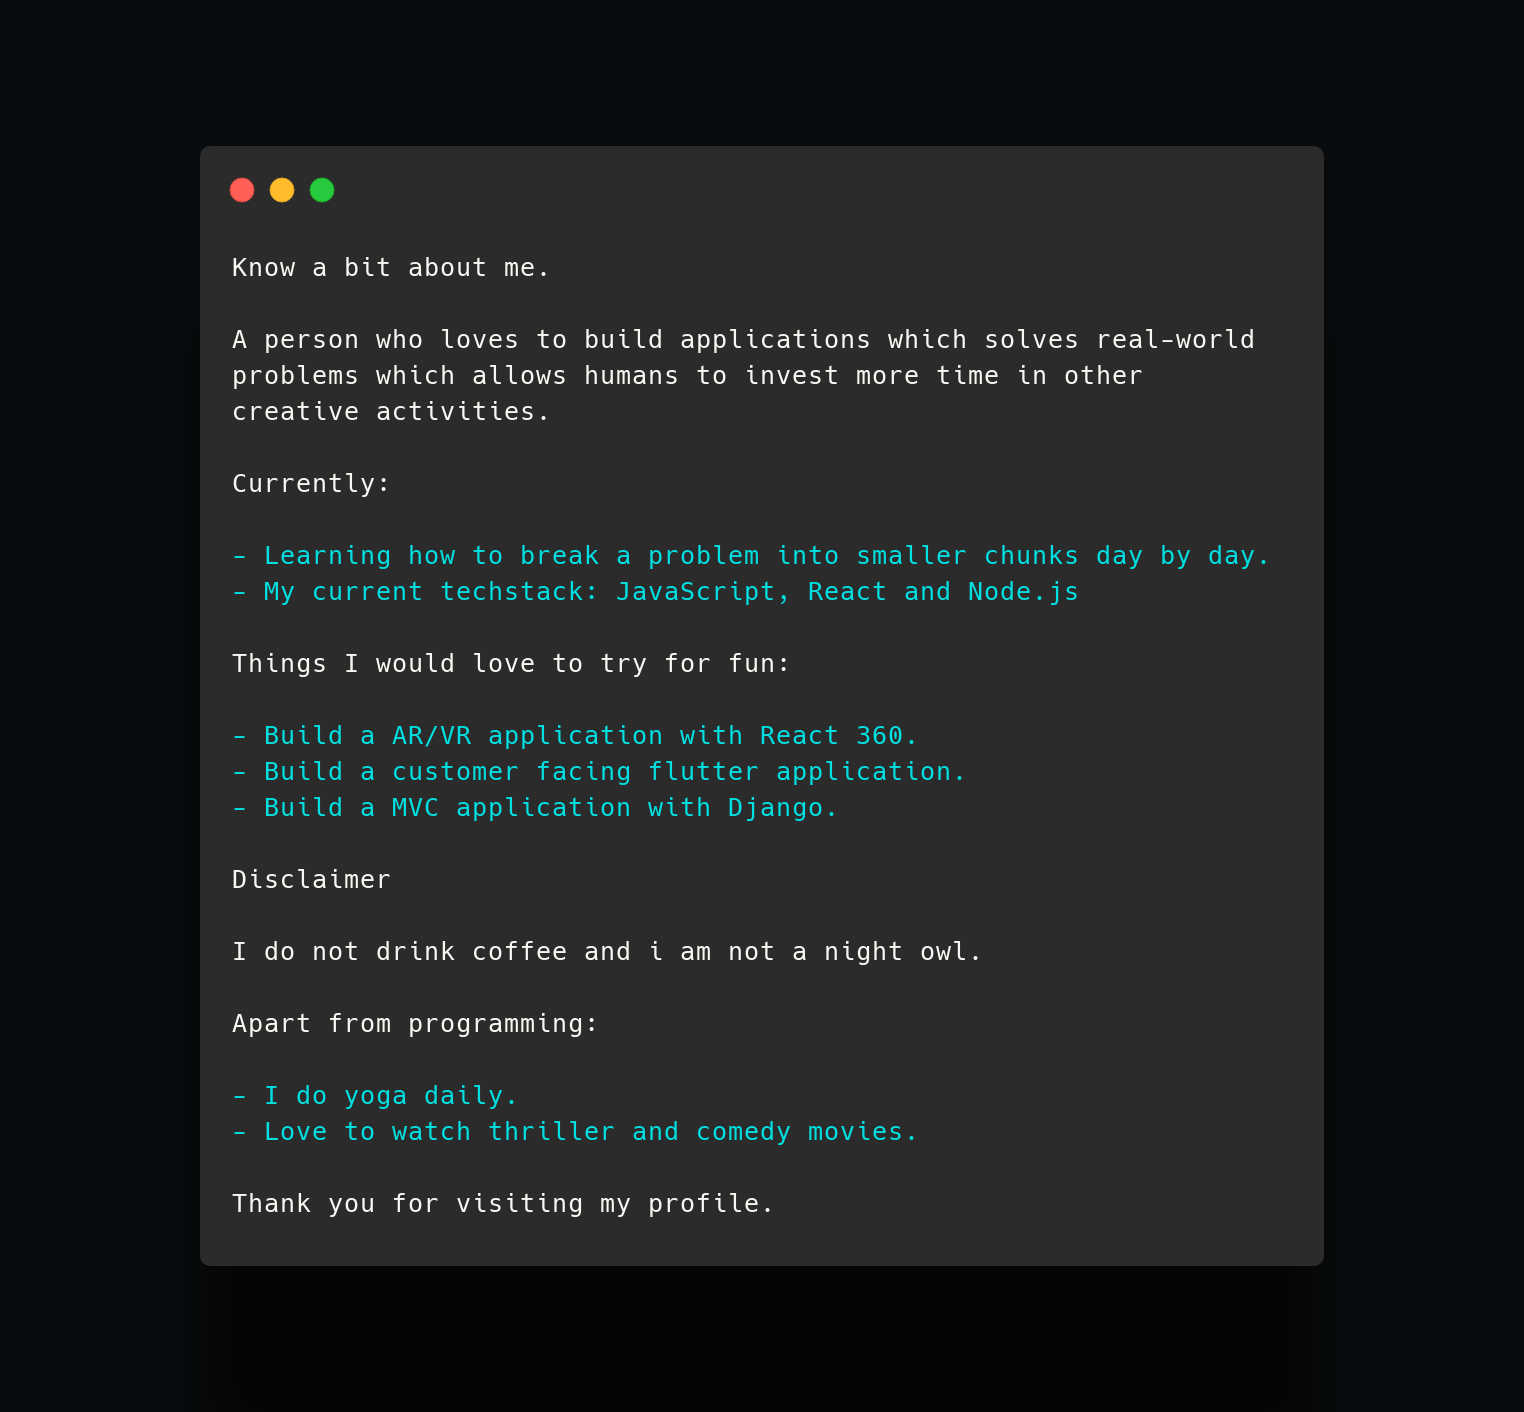 Know a bit about me.
A person who loves to build applications which solves real-world
problems which allows humans to invest more time in other
creative activities.
Currently:
- Learning how to break a problem into smaller chunks day by day.
- My current techstack: JavaScript, React and Node.js
Things I would love to try for fun:
- Build a AR/VR application with React 360.
- Build a customer facing flutter application.
- Build a MVC application with Django.
Disclaimer
I do not drink coffee and i am not a night owl.
Apart from programming:
- I do yoga daily.
- Love to watch thriller and comedy movies.
Thank you for visiting my profile.